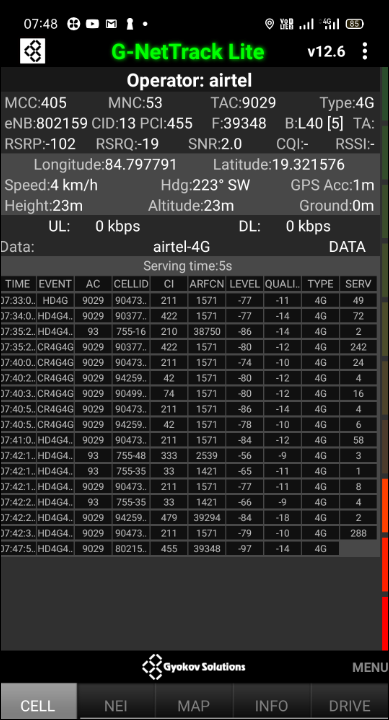 07:48 4G 85
G-NetTrack Lite v12.6
Operator: airtel
MCC:405 MNC:53 TAC:9029 Type:4G
eNB:802159 CID:13 PCI:455 F:39348 B:L40 [5] TA:
RSRP:-102 RSRQ:-19 SNR:2.0 CQI:- RSSI:-
Longitude:84.797791 Latitude:19.321576
Speed:4 km/h Hdg:223° SW GPS Acc:1m
Height:23m Altitude:23m Ground:0m
UL: 0 kbps DL: 0 kbps
Data: airtel-4G DATA
Serving time:5s
TIME EVENT AC CELLID CI ARFCN LEVEL QUALI.. TYPE SERV
07:33:0.. HD4G 9029 90473.. 211 1571 -77 -11 4G 49
07:34:0.. HD4G4.. 9029 90377.. 422 1571 -77 -14 4G 72
07:35:2.. HD4G4.. 93 755-16 210 38750 -86 -14 4G 2
07:35:2.. CR4G4G 9029 90377.. 422 1571 -80 -12 4G 242
07:40:0.. CR4G4G 9029 90473.. 211 1571 -74 -10 4G 24
07:40:2.. CR4G4G 9029 94259.. 42 1571 -80 -12 4G 4
07:40:3.. CR4G4G 9029 90499.. 74 1571 -80 -12 4G 16
07:40:5.. CR4G4G 9029 90473.. 211 1571 -86 -14 4G 4
07:40:5.. CR4G4G 9029 94259.. 42 1571 -78 -10 4G 6
07:41:0.. HD4G4.. 9029 90473.. 211 1571 -84 -12 4G 58
07:42:1.. HD4G4.. 93 755-48 333 2539 -56 -9 4G 3
07:42:1.. HD4G4.. 93 755-35 33 1421 -65 -11 4G 1
07:42:1.. HD4G4.. 9029 90473.. 211 1571 -77 -11 4G 8
07:42:2.. HD4G4.. 93 755-35 33 1421 -66 -9 4G 4
07:42:2.. HD4G4.. 9029 94259.. 479 39294 -84 -18 4G 2
07:42:3.. HD4G4.. 9029 90473.. 211 1571 -79 -10 4G 288
07:47:5.. HD4G4.. 9029 80215.. 455 39348 -97 -14 4G
Gyokov Solutions MENU
CELL NEI MAP INFO DRIVE